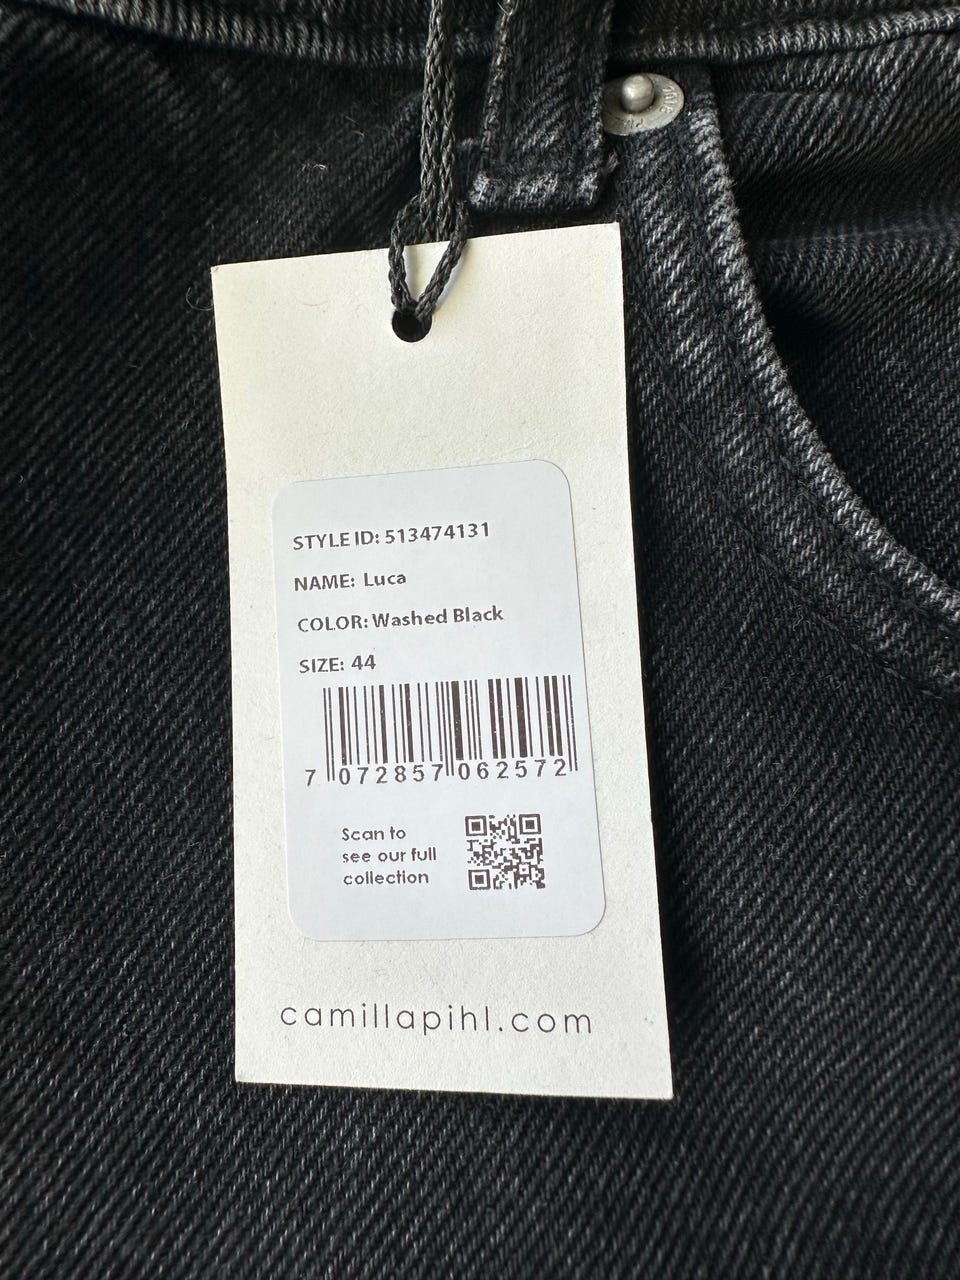 STYLE ID: 513474131
NAME: Luca
COLOR: Washed Black
SIZE: 44
7 072857 062572
Scan to
see our full
collection
camillapihl.com